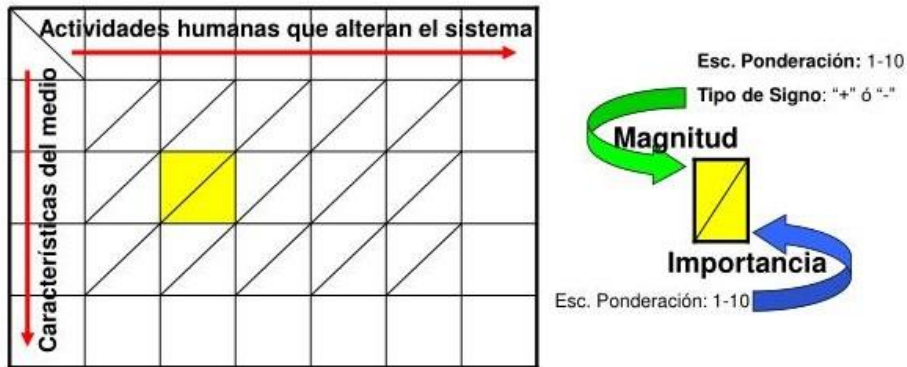 Actividades humanas que alteran el sistema
Características del medio
Esc. Ponderación: 1-10
Tipo de Signo: “+” ó “-”
Magnitud
Importancia
Esc. Ponderación: 1-10